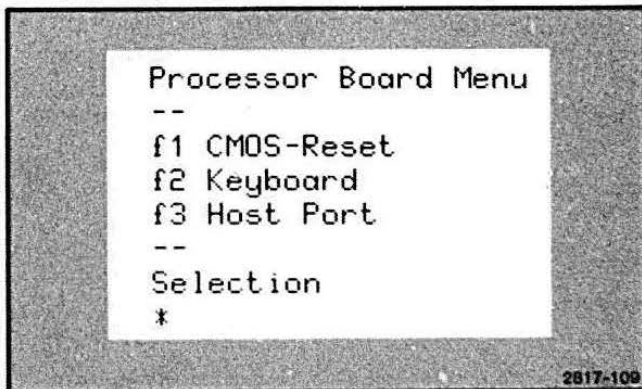 Processor Board Menu
--
f1 CMOS-Reset
f2 Keyboard
f3 Host Port
--
Selection
*
2817-109